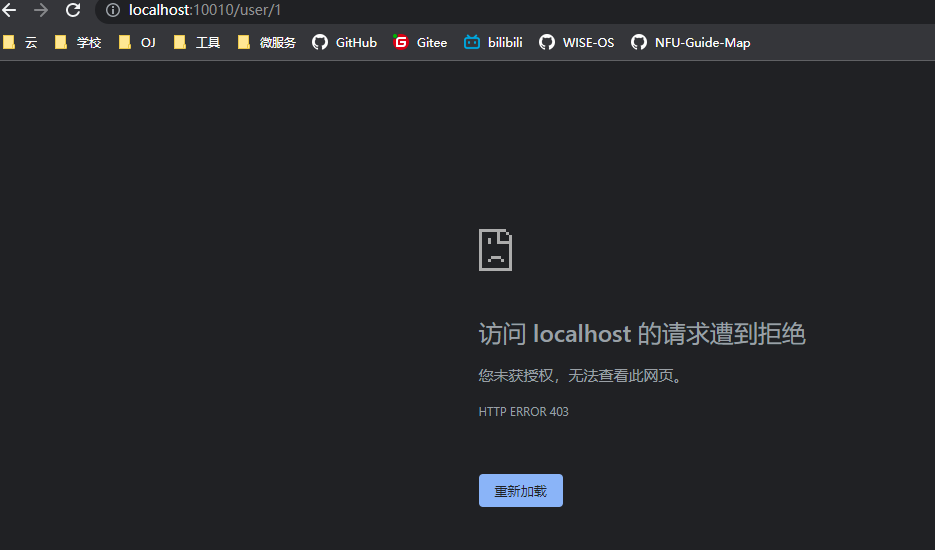 localhost:10010/user/1
云 学校 OJ 工具 微服务 GitHub Gitee bilibili WISE-OS NFU-Guide-Map
访问 localhost 的请求遭到拒绝
您未获授权，无法查看此网页。
HTTP ERROR 403
重新加载